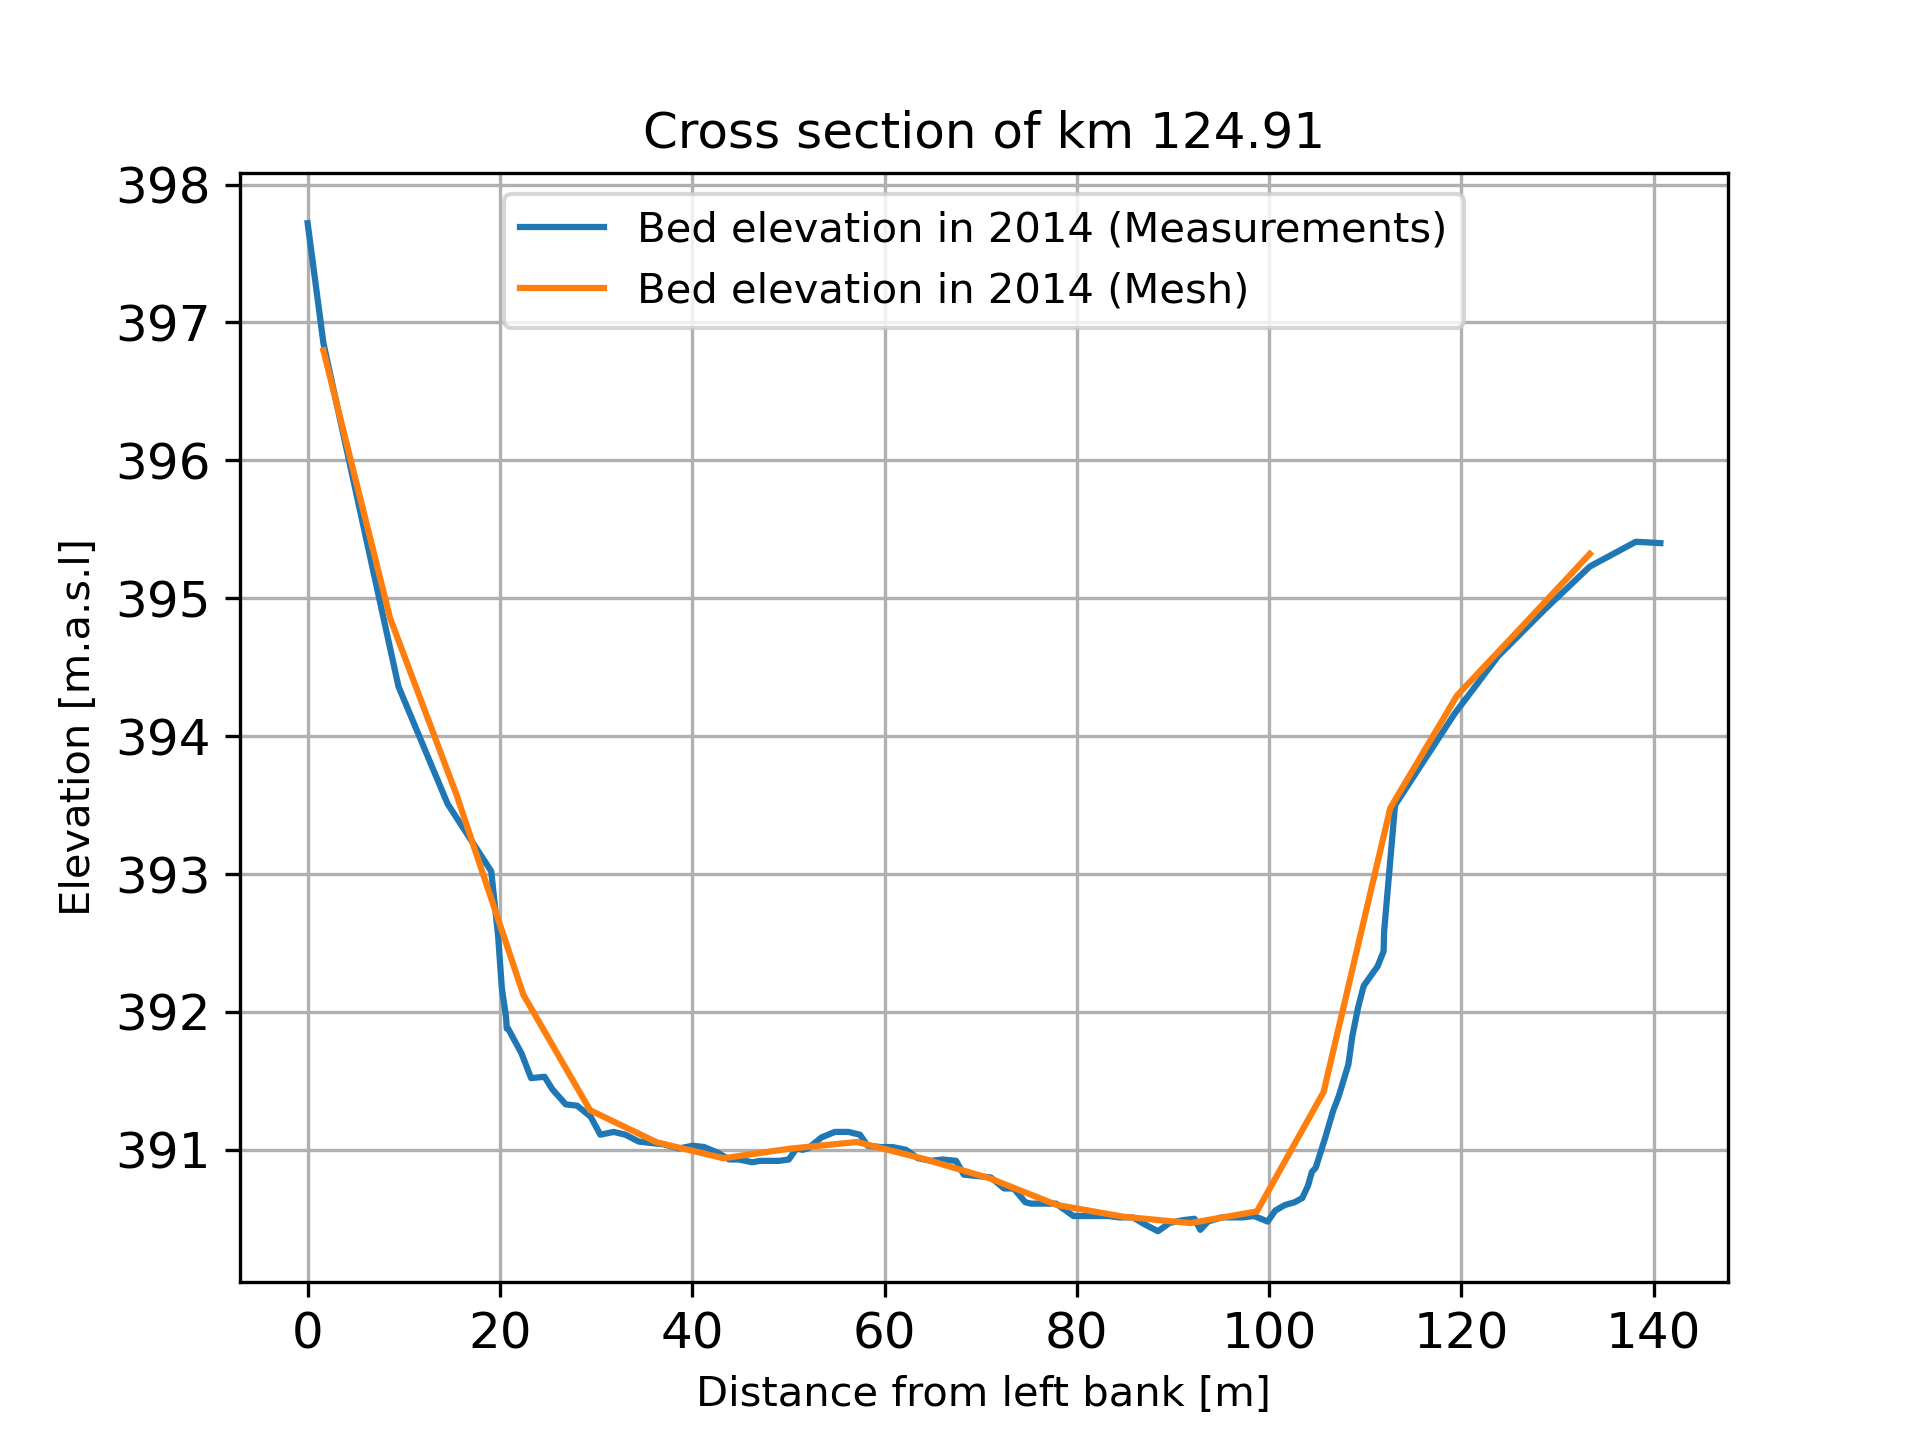 Cross section of km 124.91
Bed elevation in 2014 (Measurements)
Bed elevation in 2014 (Mesh)
398
397
396
395
394
393
392
391
Elevation [m.a.s.l]
0 20 40 60 80 100 120 140
Distance from left bank [m]